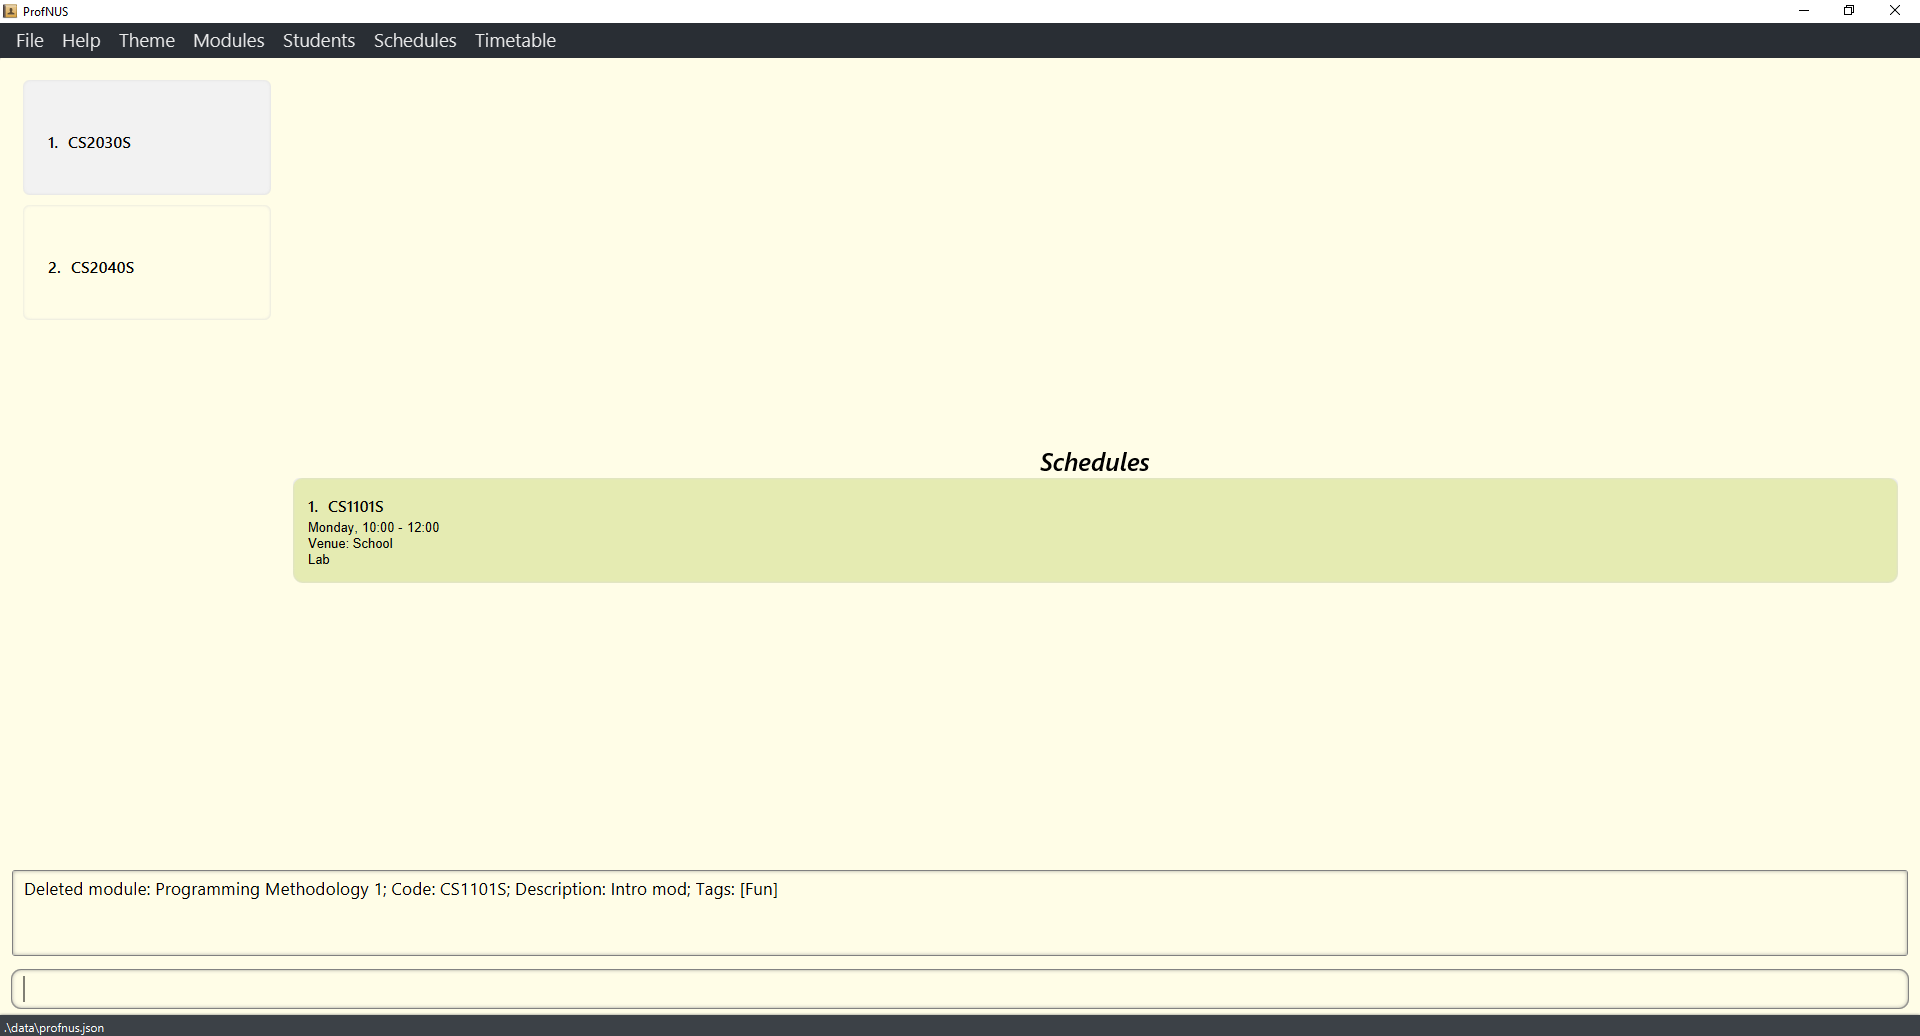 ProfNUS
File Help Theme Modules Students Schedules Timetable
1. CS2030S
2. CS2040S
Schedules
1. CS1101S
Monday, 10:00 - 12:00
Venue: School
Lab
Deleted module: Programming Methodology 1; Code: CS1101S; Description: Intro mod; Tags: [Fun]
.\data\profnus.json